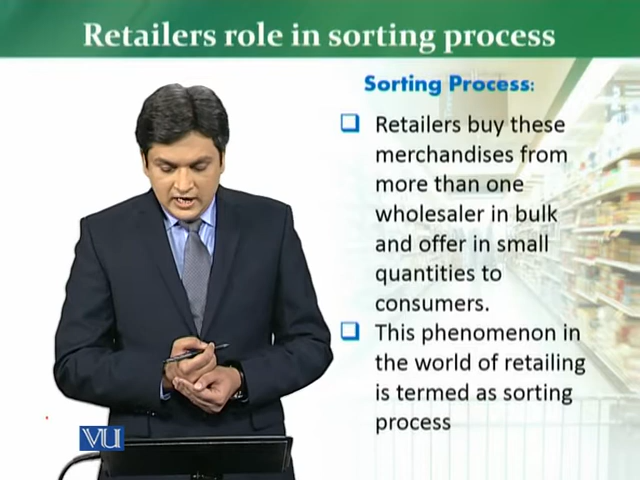 Retailers role in sorting process
Sorting Process:
Retailers buy these
merchandises from
more than one
wholesaler in bulk
and offer in small
quantities to
consumers.
This phenomenon in
the world of retailing
is termed as sorting
process
VU